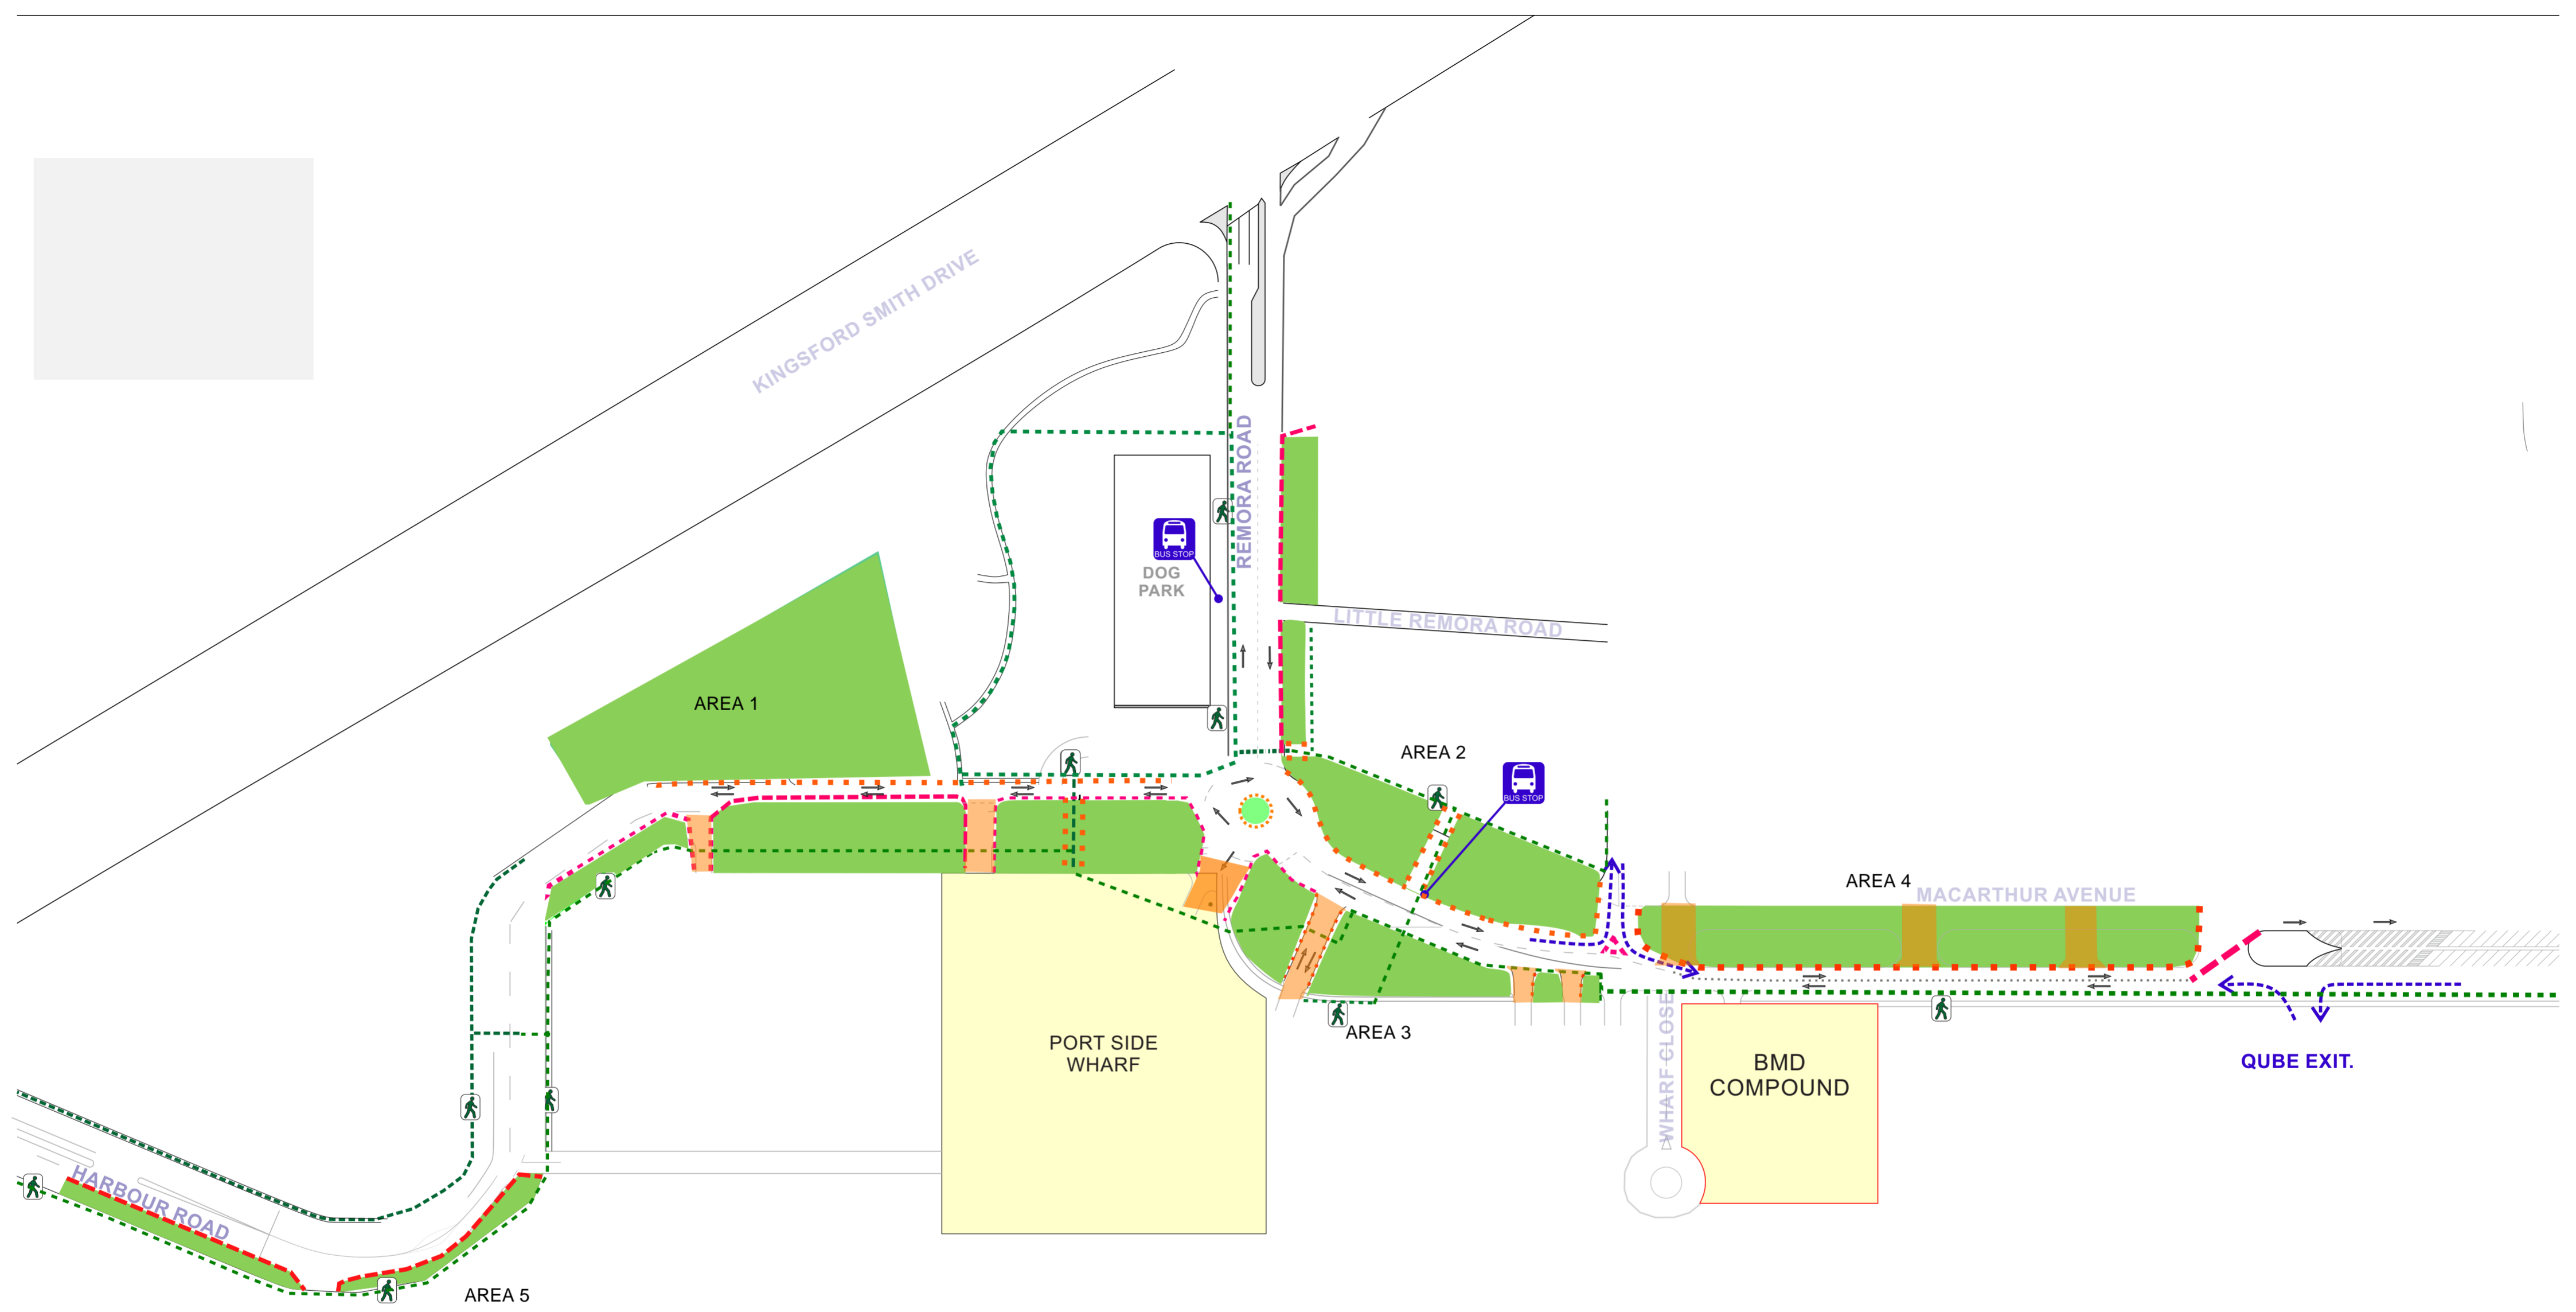 KINGSFORD SMITH DRIVE
REMORA ROAD
BUS STOP
DOG
PARK
LITTLE REMORA ROAD
AREA 1
AREA 2
BUS STOP
AREA 4
MACARTHUR AVENUE
AREA 3
PORT SIDE
WHARF
WHARF CLOSE
BMD
COMPOUND
QUBE EXIT.
HARBOUR ROAD
AREA 5